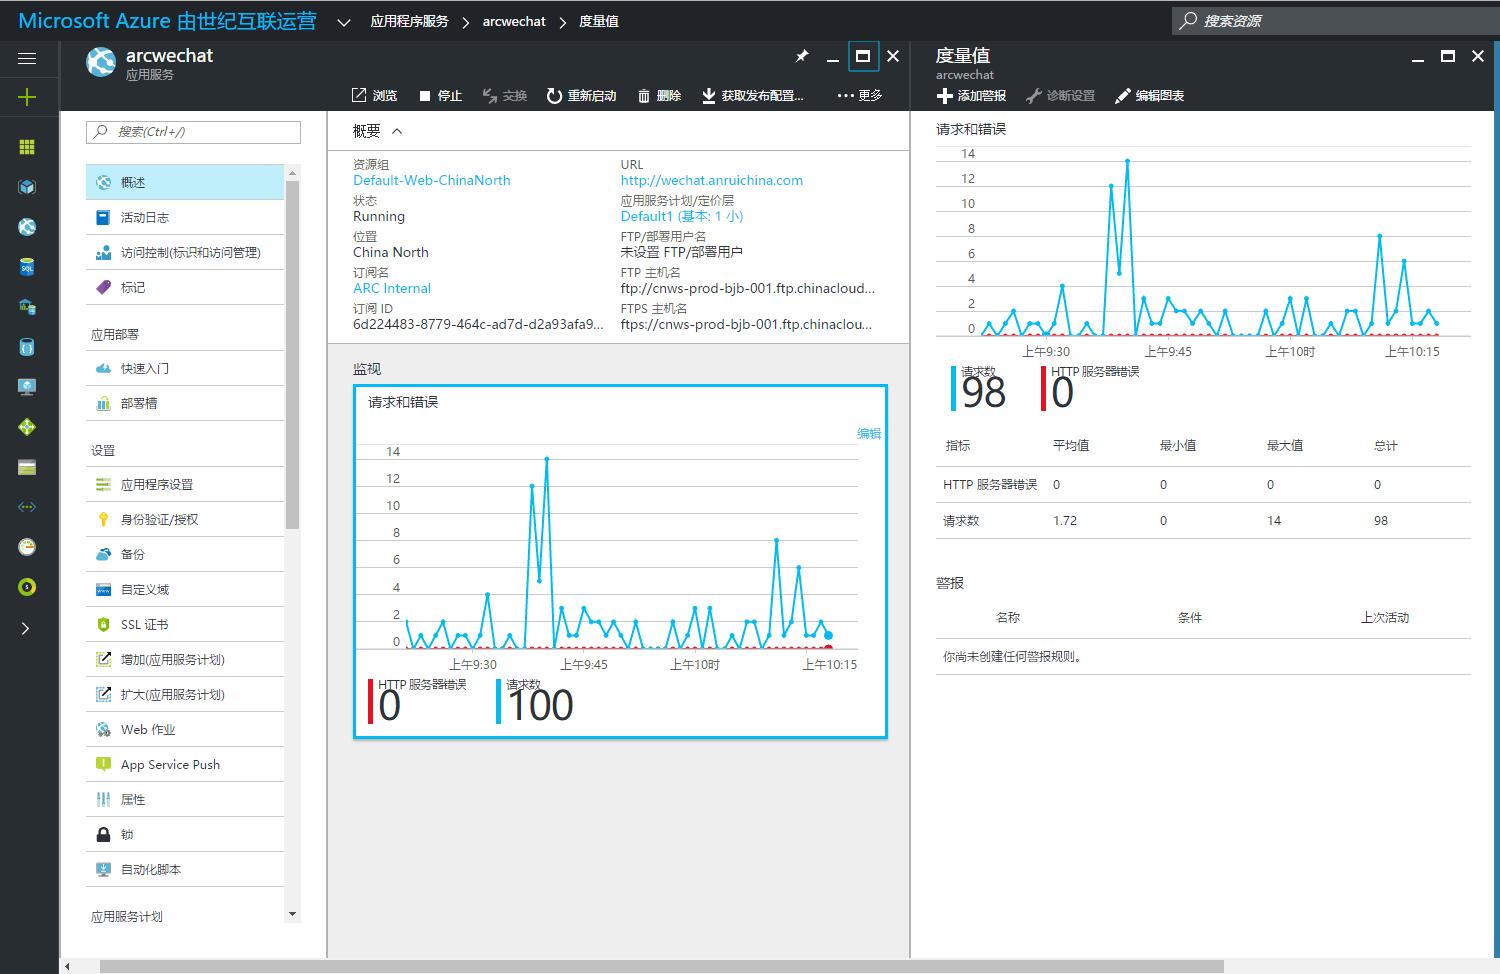 Microsoft Azure 由世纪互联运营
应用程序服务
arcwechat
度量值
搜索资源
arcwechat
应用服务
浏览
停止
交换
重新启动
删除
获取发布配置...
更多
搜索(Ctrl+/)
概述
活动日志
访问控制(标识和访问管理)
标记
应用部署
快速入门
部署槽
设置
应用程序设置
身份验证/授权
备份
自定义域
SSL 证书
增加(应用服务计划)
扩大(应用服务计划)
Web 作业
App Service Push
属性
锁
自动化脚本
应用服务计划
概要
资源组
Default-Web-ChinaNorth
状态
Running
位置
China North
订阅名
ARC Internal
订阅 ID
6d224483-8779-464c-ad7d-d2a93afa9...
URL
http://wechat.anruichina.com
应用服务计划/定价层
Default1 (基本: 1 小)
FTP/部署用户名
未设置 FTP/部署用户
FTP 主机名
ftp://cnws-prod-bjb-001.ftp.chinacloud...
FTPS 主机名
ftps://cnws-prod-bjb-001.ftp.chinaclou...
监视
请求和错误
编辑
14
12
10
8
6
4
2
0
上午9:30
上午9:45
上午10时
上午10:15
HTTP 服务器错误
0
请求数
100
度量值
arcwechat
添加警报
诊断设置
编辑图表
请求和错误
14
12
10
8
6
4
2
0
上午9:30
上午9:45
上午10时
上午10:15
请求数
98
HTTP 服务器错误
0
指标 平均值 最小值 最大值 总计
HTTP 服务器错误 0 0 0 0
请求数 1.72 0 14 98
警报
名称 条件 上次活动
你尚未创建任何警报规则。